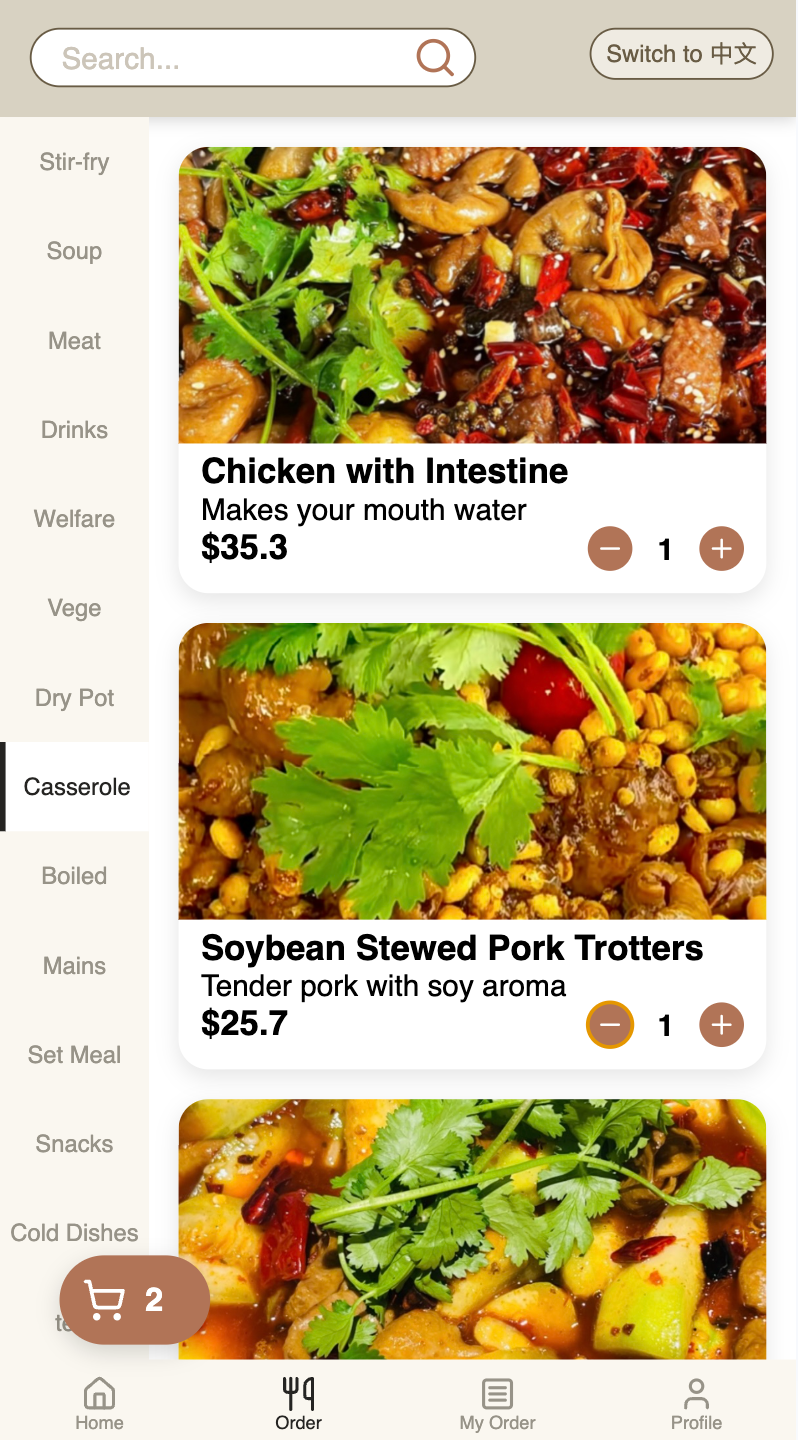 Search...
Switch to 中文
Stir-fry
Soup
Meat
Drinks
Welfare
Vege
Dry Pot
Casserole
Boiled
Mains
Set Meal
Snacks
Cold Dishes
Chicken with Intestine
Makes your mouth water
$35.3
1
Soybean Stewed Pork Trotters
Tender pork with soy aroma
$25.7
1
2
Home
Order
My Order
Profile